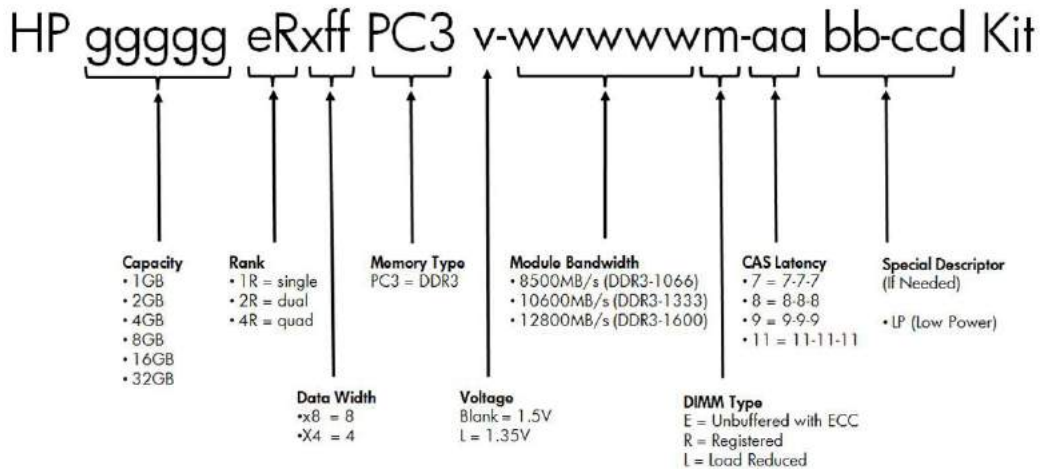 HP ggggg eRxff PC3 v-wwwwwm-aa bb-ccd Kit
Capacity
• 1GB
• 2GB
• 4GB
• 8GB
• 16GB
• 32GB
Rank
• 1R = single
• 2R = dual
• 4R = quad
Memory Type
PC3 = DDR3
Module Bandwidth
• 8500MB/s (DDR3-1066)
• 10600MB/s (DDR3-1333)
• 12800MB/s (DDR3-1600)
CAS Latency
• 7 = 7-7-7
• 8 = 8-8-8
• 9 = 9-9-9
• 11 = 11-11-11
Special Descriptor
(If Needed)
• LP (Low Power)
Data Width
•x8 = 8
•X4 = 4
Voltage
Blank = 1.5V
L = 1.35V
DIMM Type
E = Unbuffered with ECC
R = Registered
L = Load Reduced